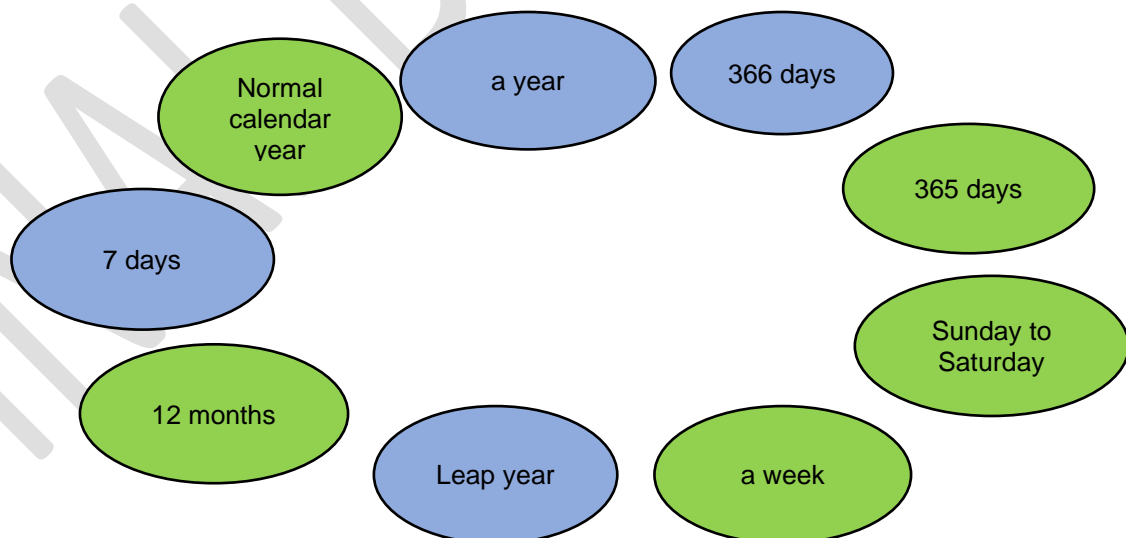 a year
366 days
Normal
calendar
year
365 days
7 days
Sunday to
Saturday
12 months
Leap year
a week